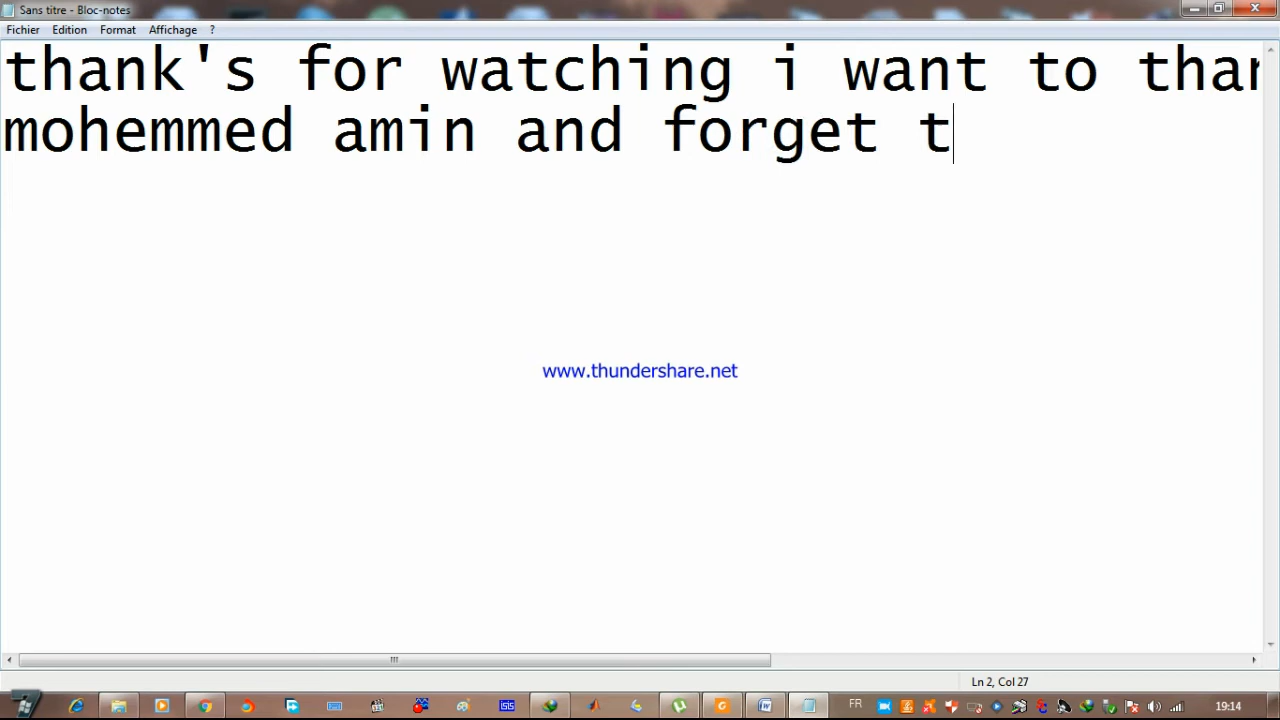 Sans titre - Bloc-notes
Fichier Edition Format Affichage ?
thank's for watching i want to than
mohemmed amin and forget t
www.thundershare.net
Ln 2, Col 27
FR
19:14